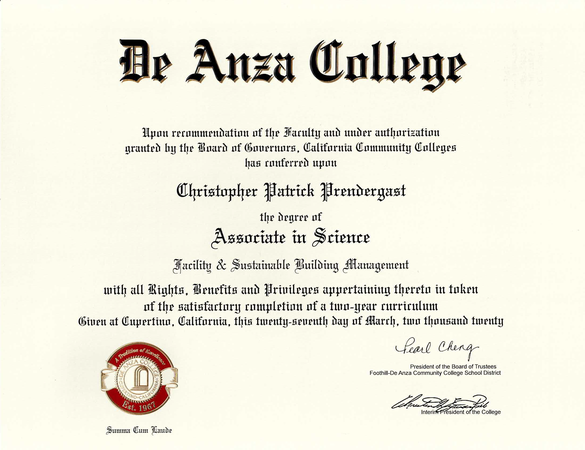 De Anza College
Upon recommendation of the Faculty and under authorization
granted by the Board of Governors, California Community Colleges
has conferred upon
Christopher Patrick Prendergast
the degree of
Associate in Science
Facility & Sustainable Building Management
with all Rights, Benefits and Privileges appertaining thereto in token
of the satisfactory completion of a two-year curriculum
Given at Cupertino, California, this twenty-seventh day of March, two thousand twenty
Pearl Cheng
President of the Board of Trustees
Foothill-De Anza Community College School District
Interim President of the College
A Tradition of Excellence
DE ANZA COLLEGE
Est. 1967
Summa Cum Laude